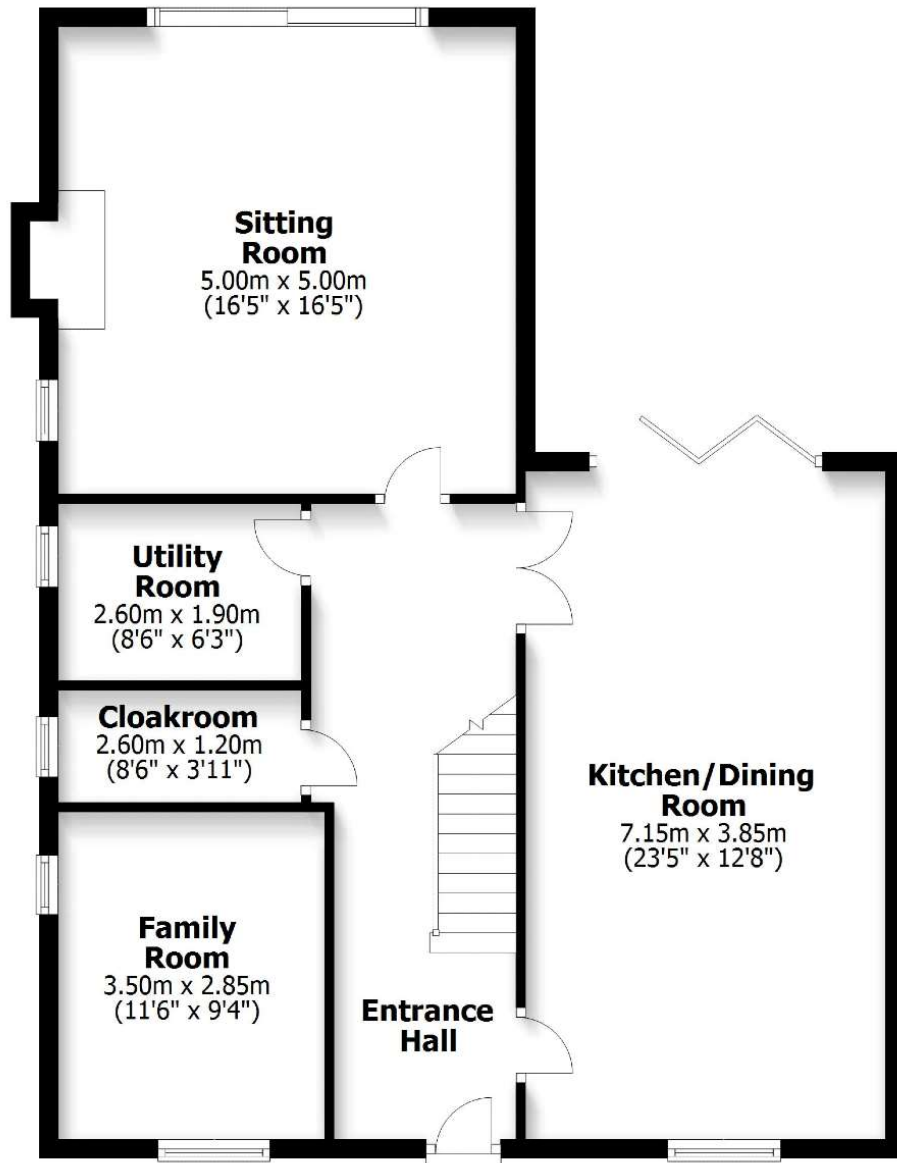 Sitting
Room
5.00m x 5.00m
(16'5" x 16'5")
Utility
Room
2.60m x 1.90m
(8'6" x 6'3")
Cloakroom
2.60m x 1.20m
(8'6" x 3'11")
Kitchen/Dining
Room
7.15m x 3.85m
(23'5" x 12'8")
Family
Room
3.50m x 2.85m
(11'6" x 9'4")
Entrance
Hall